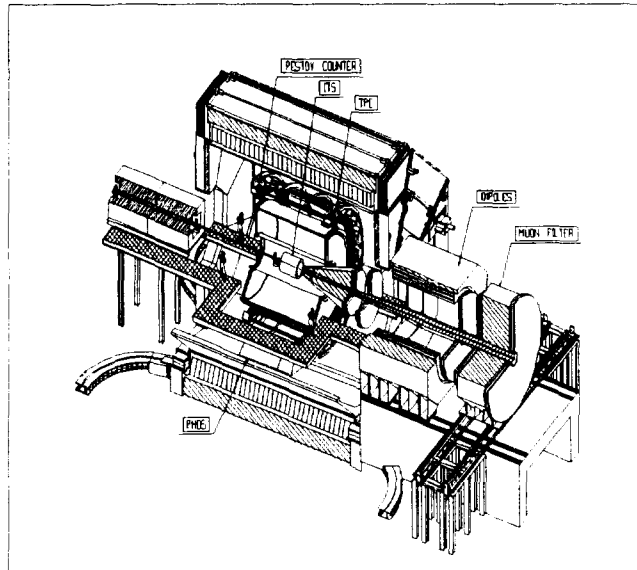 PESTOV COUNTER
ITS
TPC
DIPOLES
MUON FILTER
PHOS